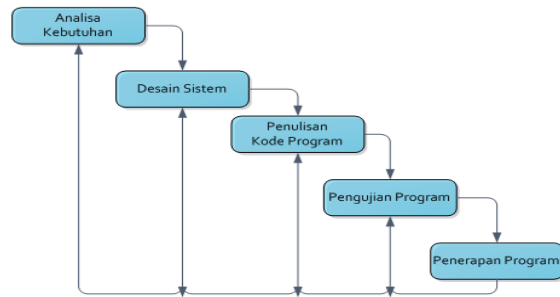 Analisa
Kebutuhan
Desain Sistem
Penulisan
Kode Program
Pengujian Program
Penerapan Program